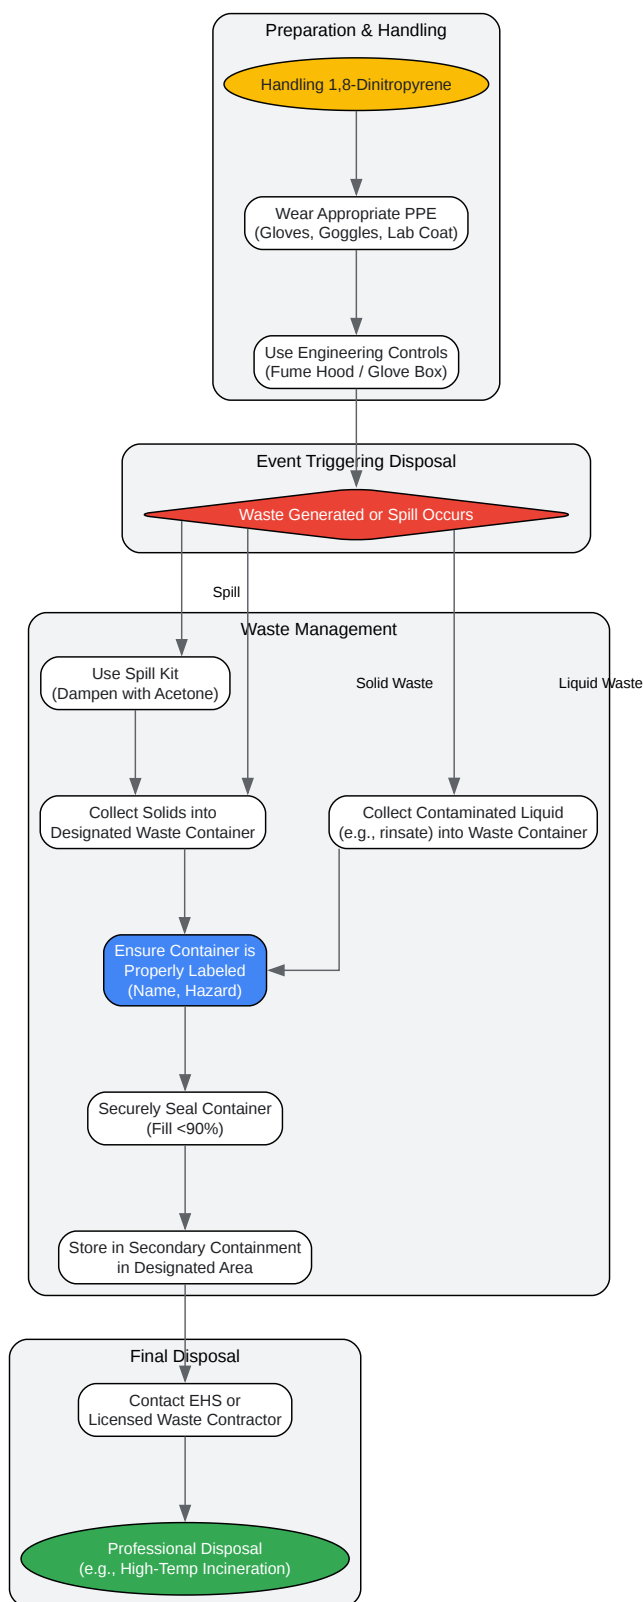 Preparation & Handling
Handling 1,8-Dinitropyrene
Wear Appropriate PPE
(Gloves, Goggles, Lab Coat)
Use Engineering Controls
(Fume Hood / Glove Box)
Event Triggering Disposal
Waste Generated or Spill Occurs
Spill
Waste Management
Use Spill Kit
(Dampen with Acetone)
Solid Waste
Liquid Waste
Collect Solids into
Designated Waste Container
Collect Contaminated Liquid
(e.g., rinsate) into Waste Container
Ensure Container is
Properly Labeled
(Name, Hazard)
Securely Seal Container
(Fill <90%)
Store in Secondary Containment
in Designated Area
Final Disposal
Contact EHS or
Licensed Waste Contractor
Professional Disposal
(e.g., High-Temp Incineration)